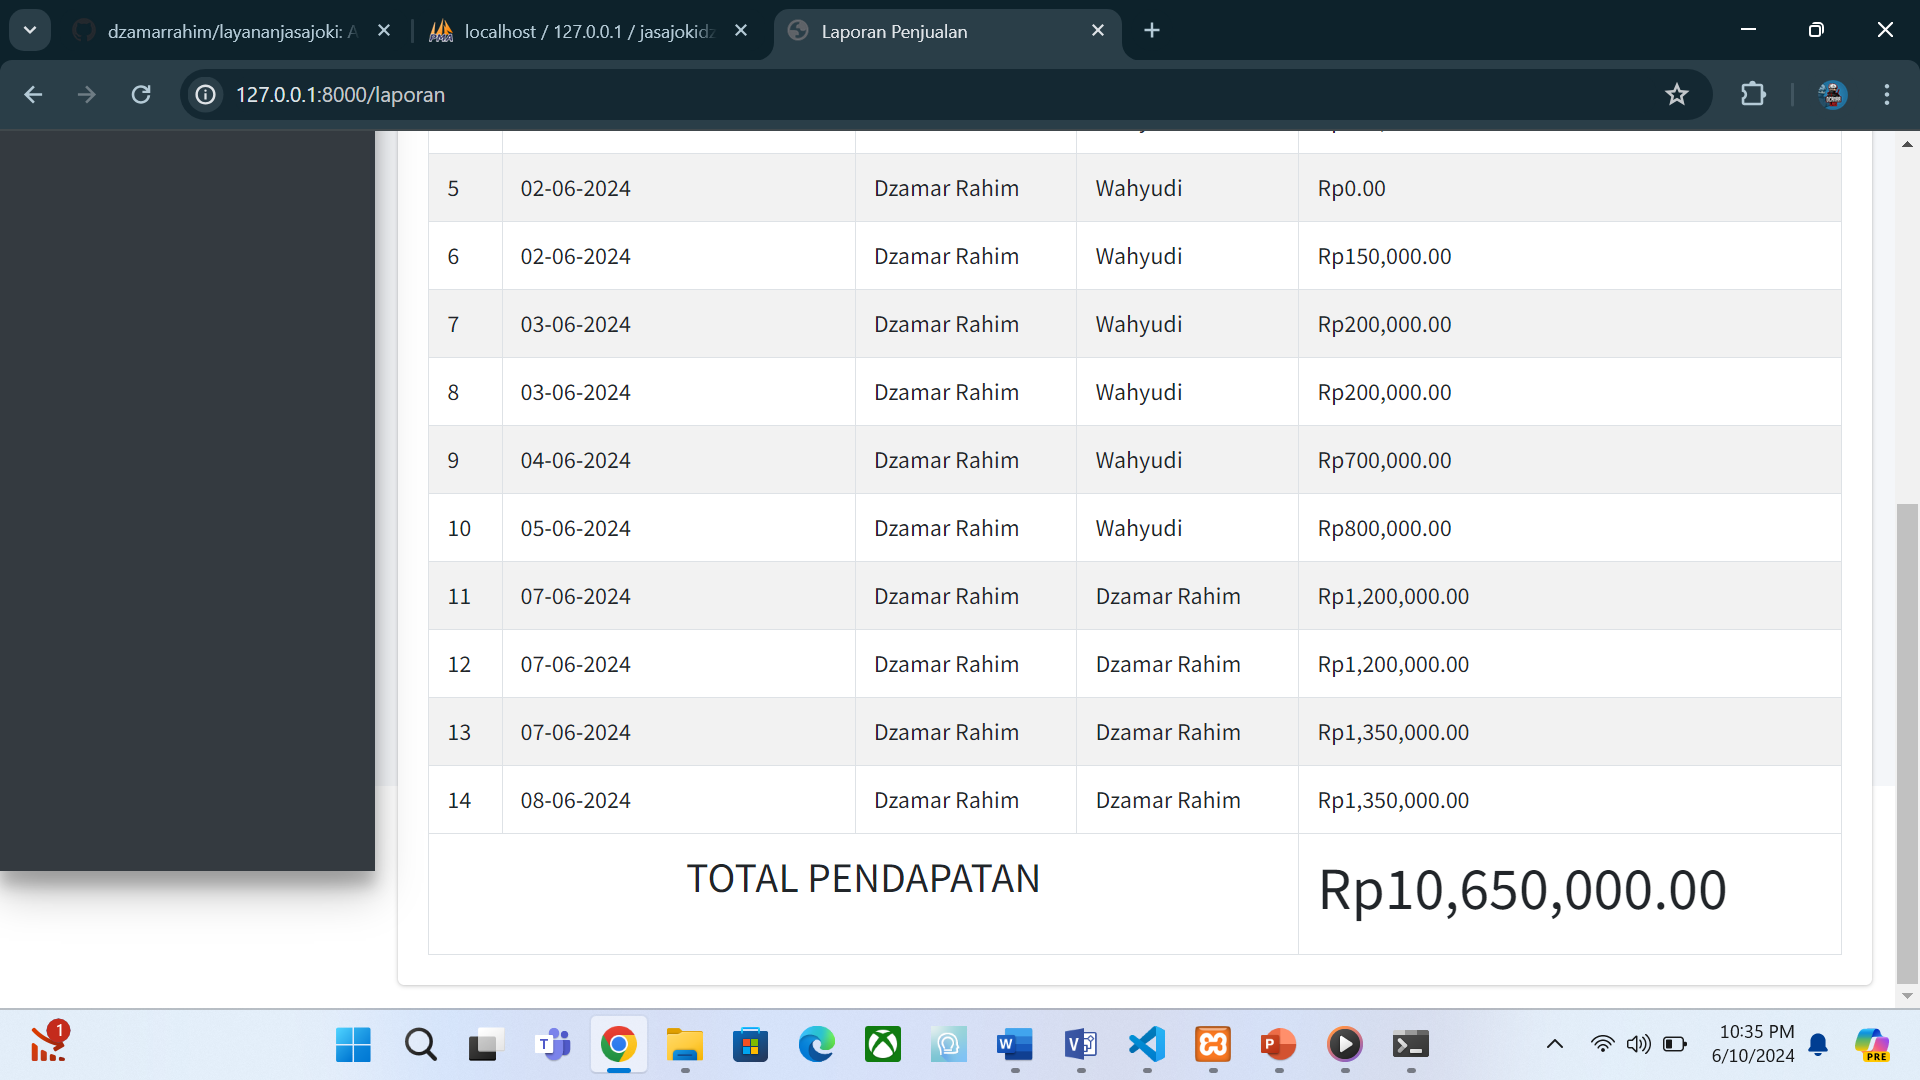 dzamarrahim/layananjasajoki: A
localhost / 127.0.0.1 / jasajokidz
Laporan Penjualan
127.0.0.1:8000/laporan
5 02-06-2024 Dzamar Rahim Wahyudi Rp0.00
6 02-06-2024 Dzamar Rahim Wahyudi Rp150,000.00
7 03-06-2024 Dzamar Rahim Wahyudi Rp200,000.00
8 03-06-2024 Dzamar Rahim Wahyudi Rp200,000.00
9 04-06-2024 Dzamar Rahim Wahyudi Rp700,000.00
10 05-06-2024 Dzamar Rahim Wahyudi Rp800,000.00
11 07-06-2024 Dzamar Rahim Dzamar Rahim Rp1,200,000.00
12 07-06-2024 Dzamar Rahim Dzamar Rahim Rp1,200,000.00
13 07-06-2024 Dzamar Rahim Dzamar Rahim Rp1,350,000.00
14 08-06-2024 Dzamar Rahim Dzamar Rahim Rp1,350,000.00
TOTAL PENDAPATAN Rp10,650,000.00
1
10:35 PM
6/10/2024
PRE